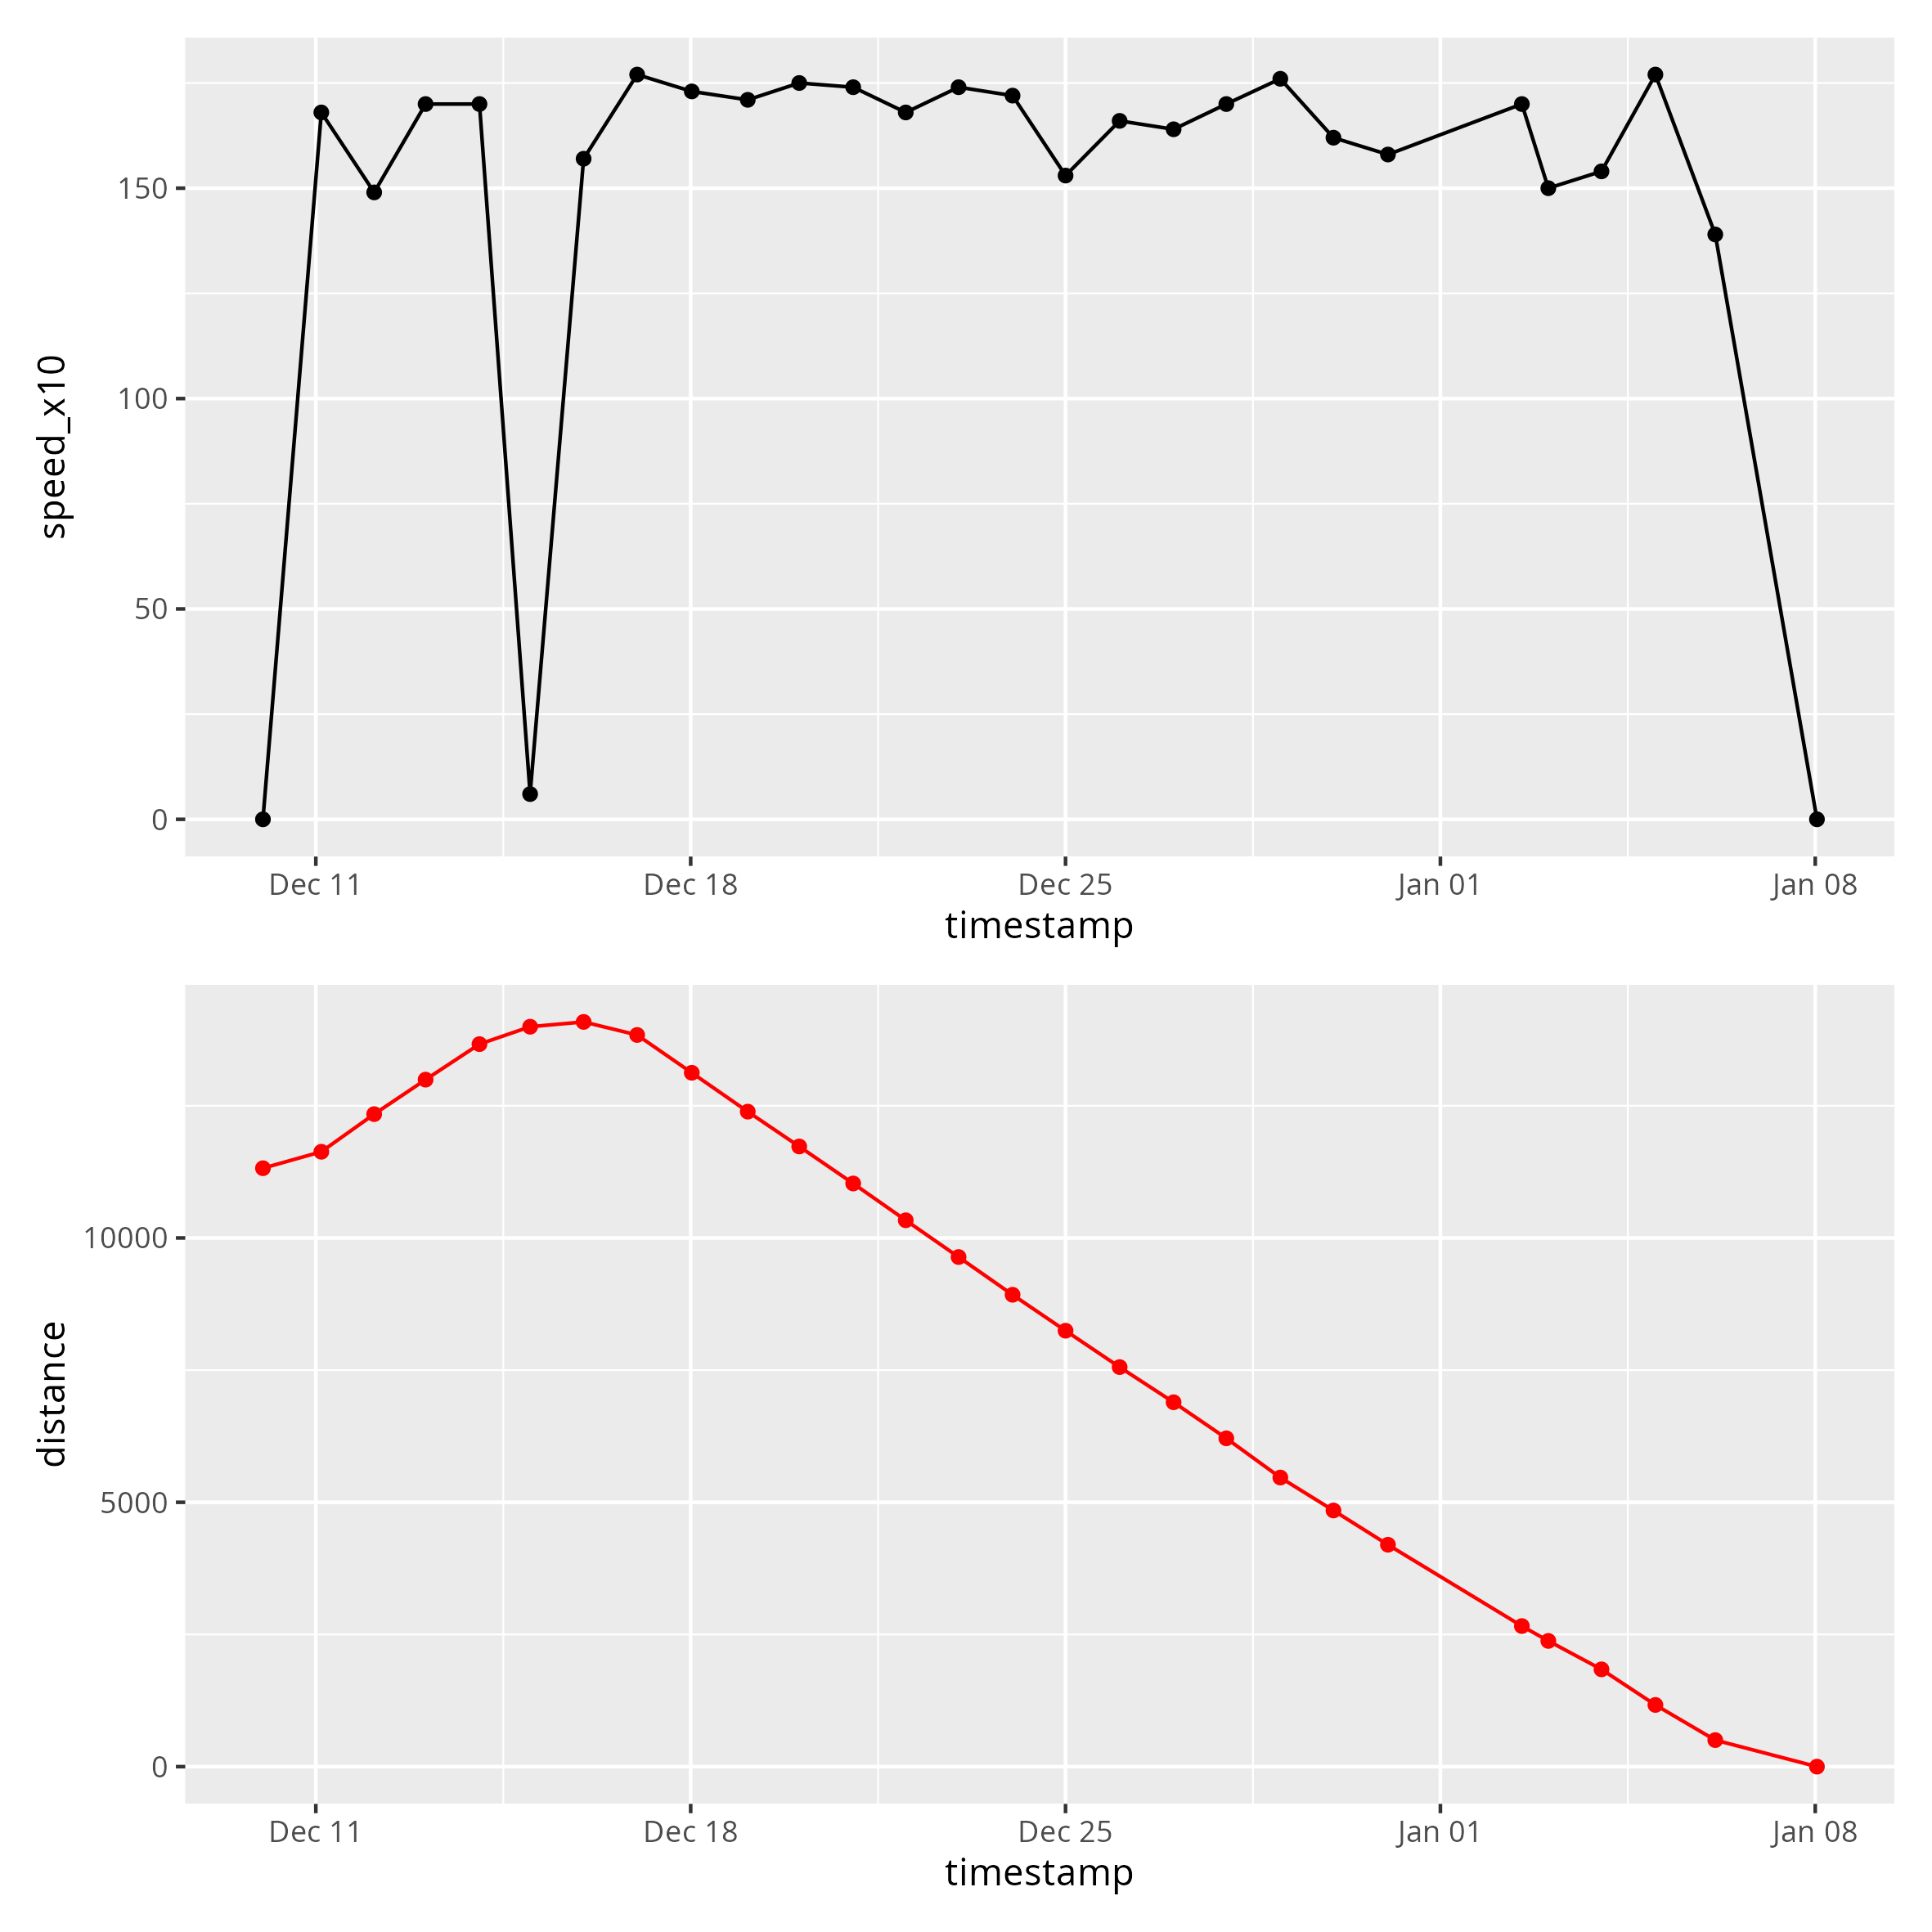 speed_x10
150
100
50
0
Dec 11
Dec 18
Dec 25
Jan 01
Jan 08
timestamp
distance
10000
5000
0
Dec 11
Dec 18
Dec 25
Jan 01
Jan 08
timestamp